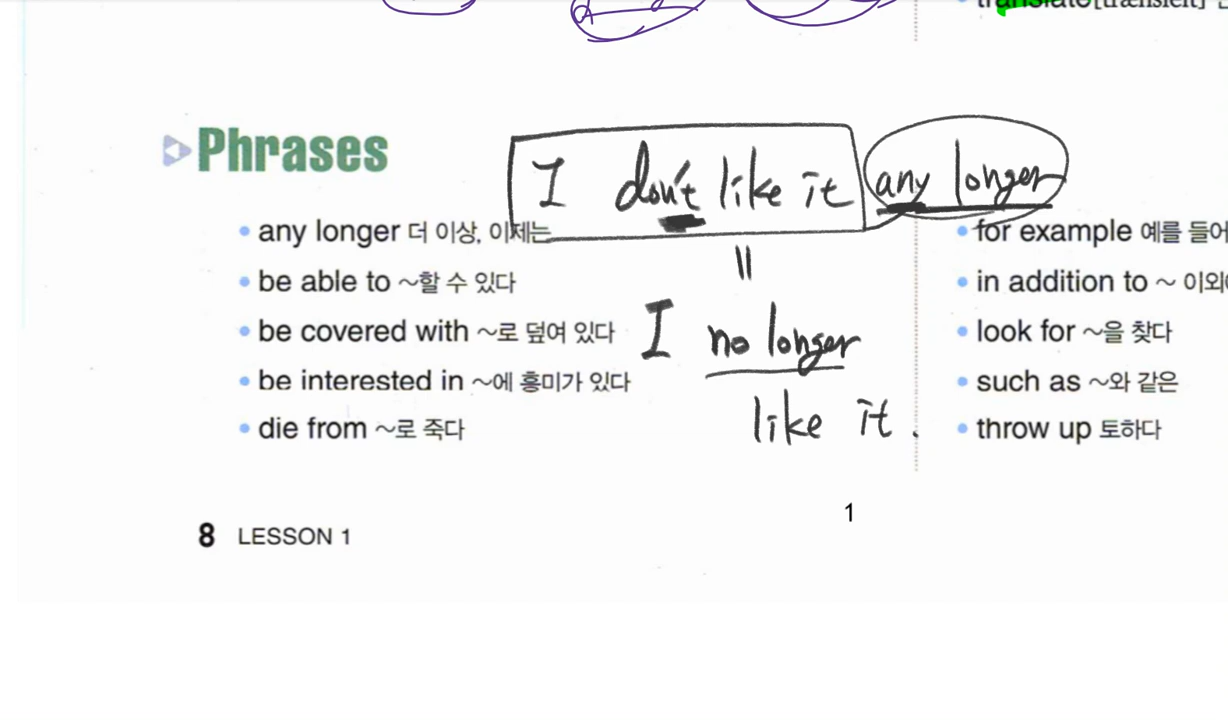 Phrases
I don't like it any longer
any longer 더 이상, 이제는
be able to ~할 수 있다
be covered with ~로 덮여 있다
be interested in ~에 흥미가 있다
die from ~로 죽다
||
I no longer
like it.
for example 예를 들어
in addition to ~ 이외
look for ~을 찾다
such as ~와 같은
throw up 토하다
1
8 LESSON 1